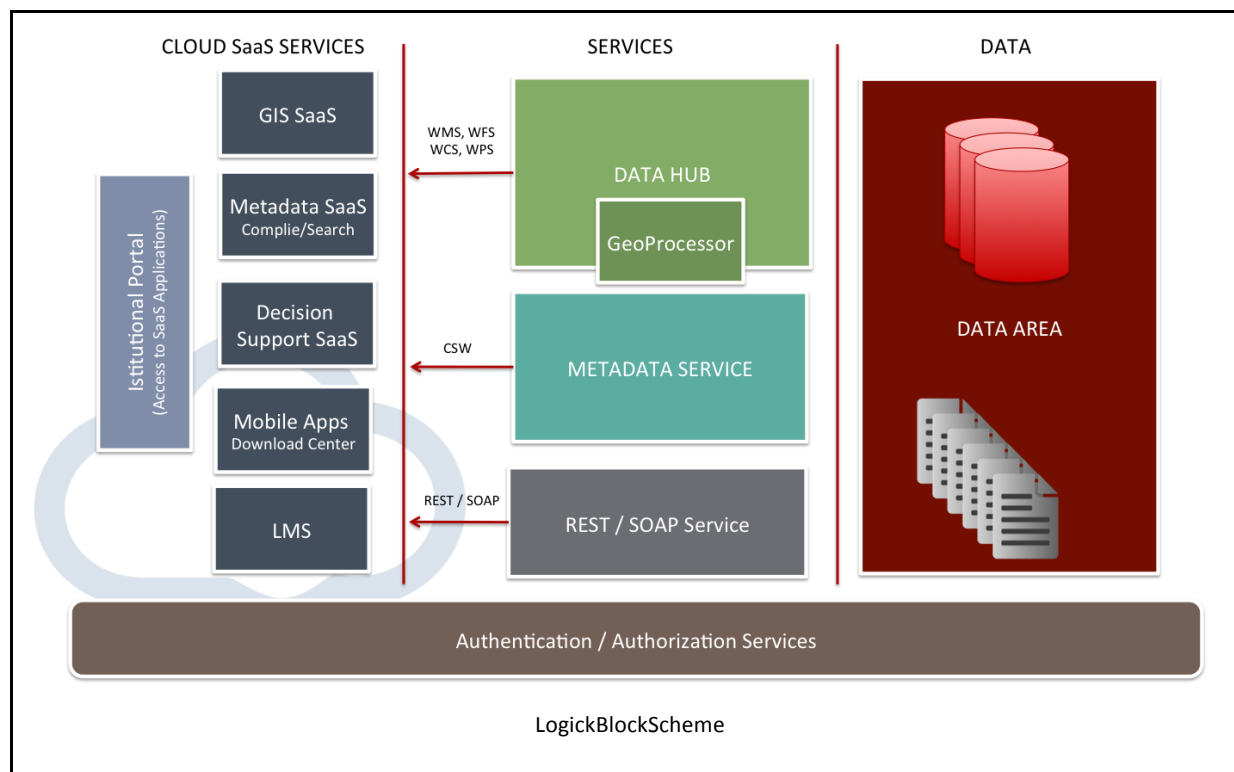 CLOUD SaaS SERVICES
SERVICES
DATA
GIS SaaS
Metadata SaaS
Complie/Search
Decision
Support SaaS
Mobile Apps
Download Center
LMS
Istitutional Portal
(Access to SaaS Applications)
WMS, WFS
WCS, WPS
CSW
REST / SOAP
DATA HUB
GeoProcessor
METADATA SERVICE
REST / SOAP Service
DATA AREA
Authentication / Authorization Services
LogickBlockScheme